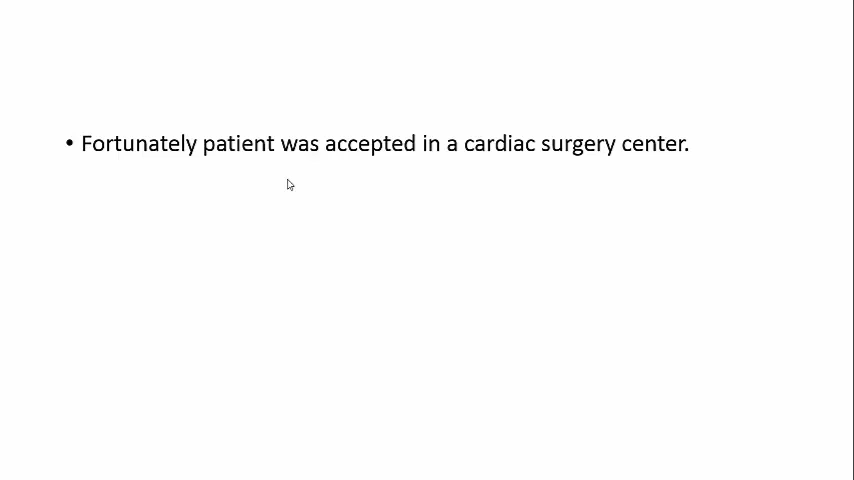 • Fortunately patient was accepted in a cardiac surgery center.